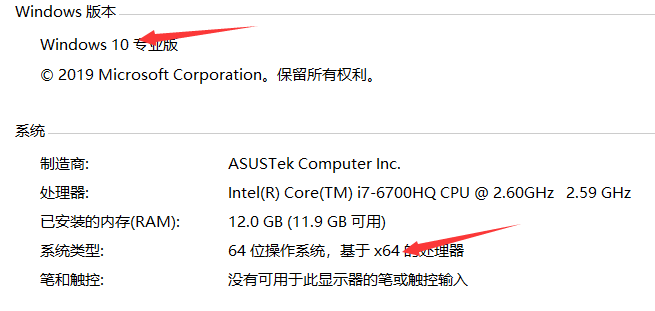 Windows 版本
Windows 10 专业版
© 2019 Microsoft Corporation。保留所有权利。
系统
制造商: ASUSTek Computer Inc.
处理器: Intel(R) Core(TM) i7-6700HQ CPU @ 2.60GHz 2.59 GHz
已安装的内存(RAM): 12.0 GB (11.9 GB 可用)
系统类型: 64 位操作系统，基于 x64 的处理器
笔和触控: 没有可用于此显示器的笔或触控输入